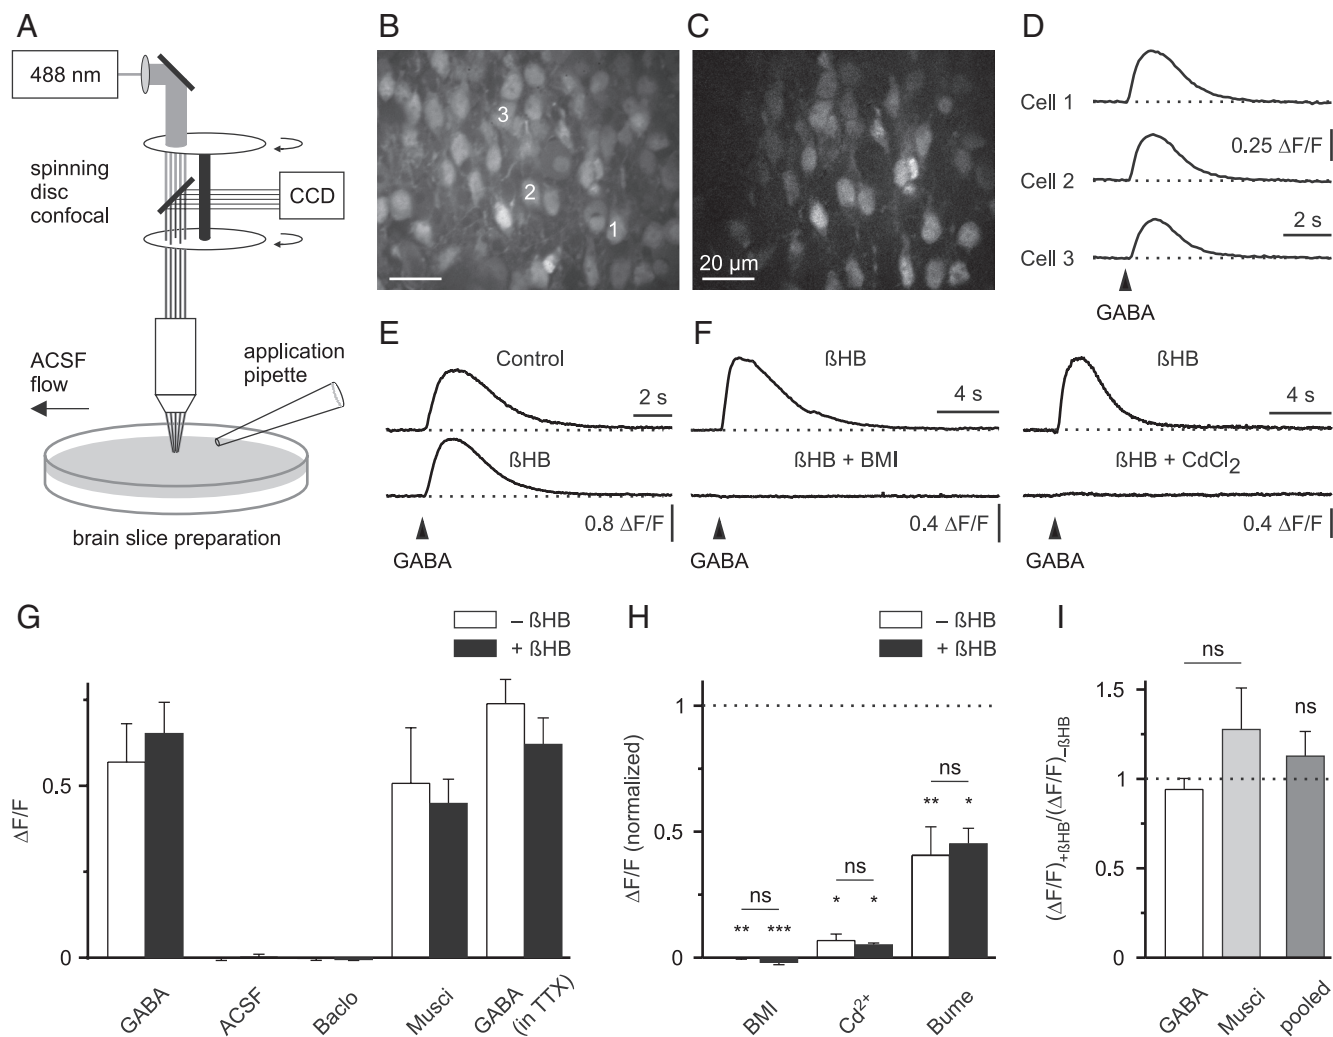 A
488 nm
spinning
disc
confocal
CCD
ACSF
flow
application
pipette
brain slice preparation
B
3
2
1
C
20 µm
D
Cell 1
0.25 ΔF/F
Cell 2
2 s
Cell 3
GABA
E
Control
2 s
ßHB
0.8 ΔF/F
GABA
F
ßHB
4 s
ßHB + BMI
0.4 ΔF/F
GABA
ßHB
4 s
ßHB + CdCl2
0.4 ΔF/F
GABA
G
– ßHB
+ ßHB
ΔF/F
0.5
0
GABA
ACSF
Baclo
Musci
GABA
(in TTX)
H
– ßHB
+ ßHB
ΔF/F (normalized)
1
0.5
0
ns
** ***
ns
* *
ns
** *
BMI
Cd2+
Bume
I
(ΔF/F)+ßHB/(ΔF/F)–ßHB
1.5
1
0.5
0
ns
ns
GABA
Musci
pooled